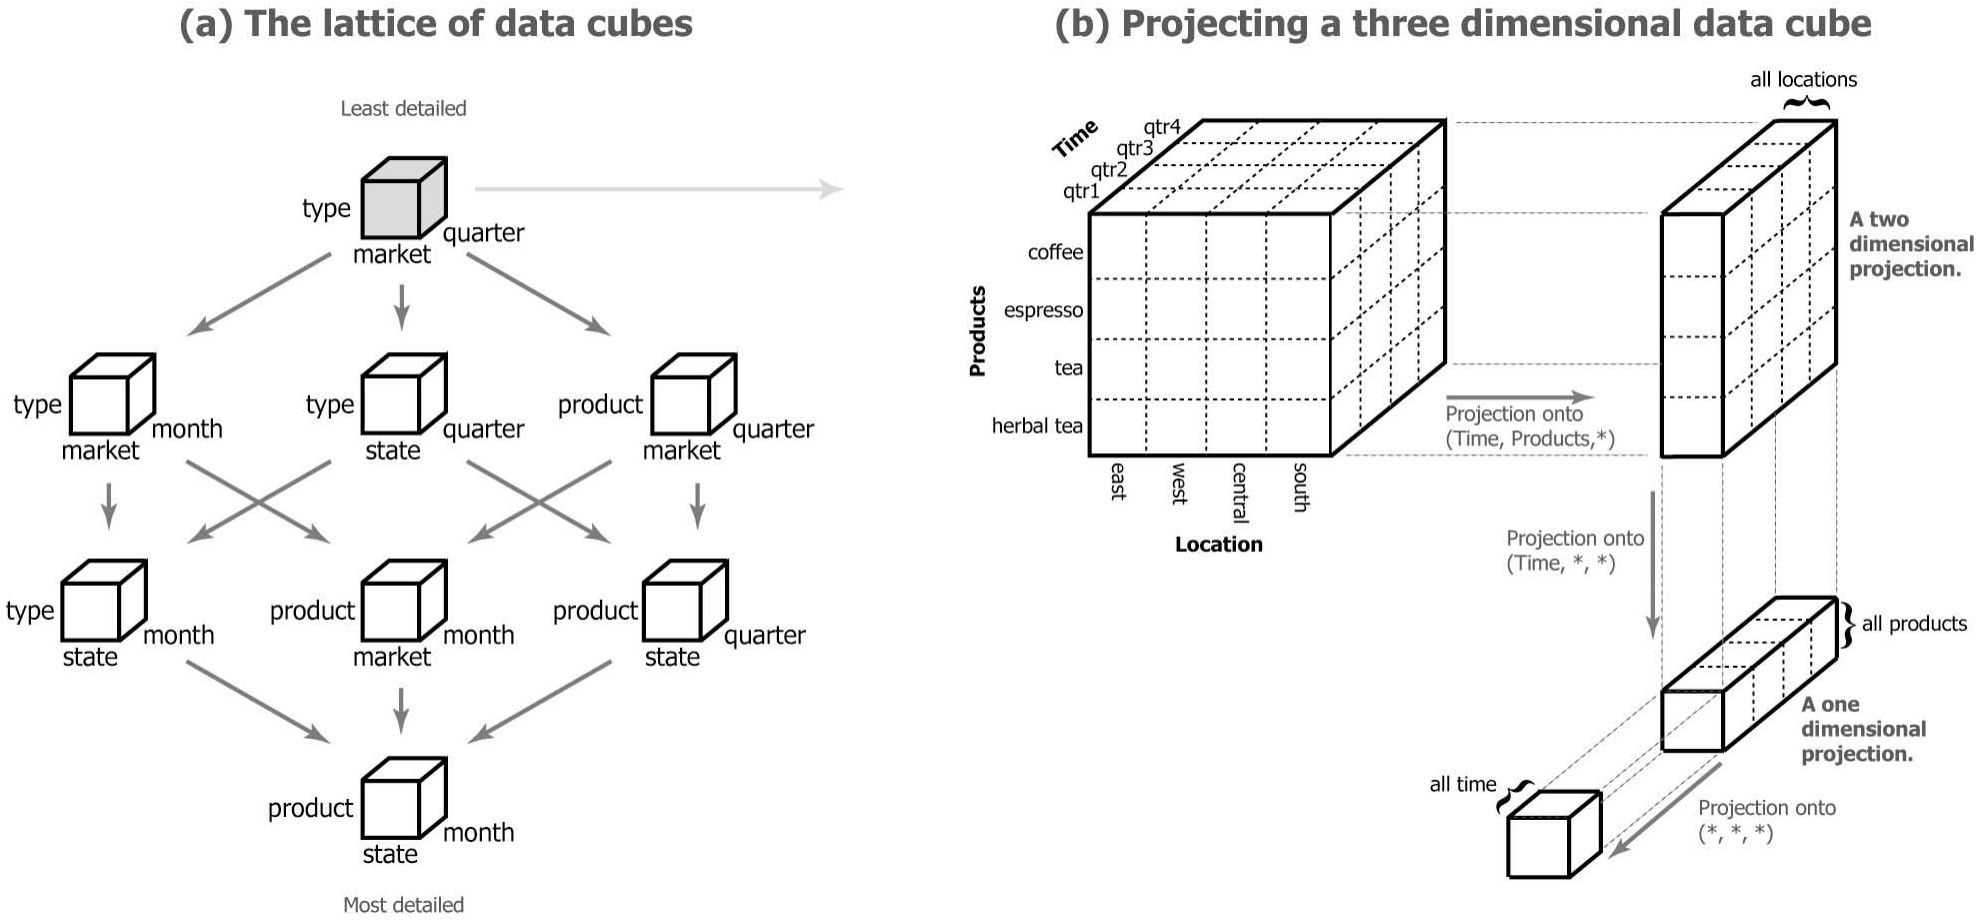 (a) The lattice of data cubes
Least detailed
type
quarter
market
type
month
market
type
quarter
state
product
quarter
market
type
month
state
product
month
market
product
quarter
state
product
month
state
Most detailed
(b) Projecting a three dimensional data cube
all locations
Time
qtr4
qtr3
qtr2
qtr1
Products
coffee
espresso
tea
herbal tea
east
west
central
south
Location
A two
dimensional
projection.
Projection onto
(Time, Products,*)
Projection onto
(Time, *, *)
all products
A one
dimensional
projection.
all time
Projection onto
(*, *, *)